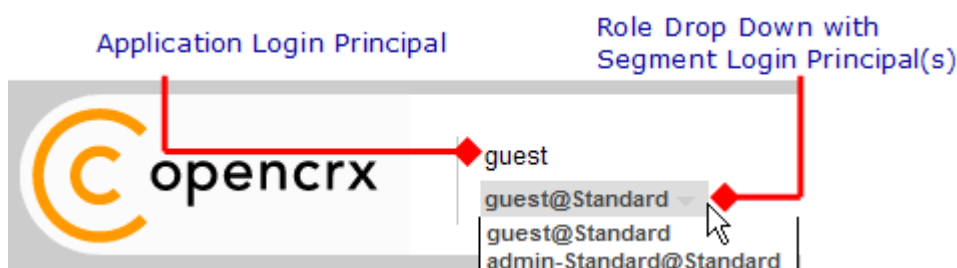 Application Login Principal
Role Drop Down with
Segment Login Principal(s)
opencrx
guest
guest@Standard
guest@Standard
admin-Standard@Standard